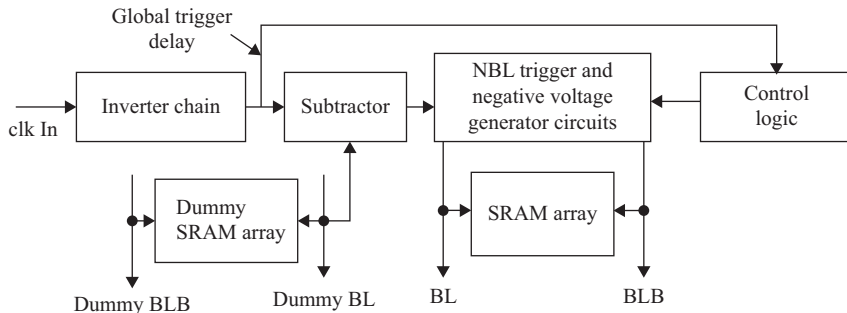 Global trigger
delay
clk In
Inverter chain
Subtractor
NBL trigger and
negative voltage
generator circuits
Control
logic
Dummy
SRAM array
SRAM array
Dummy BLB
Dummy BL
BL
BLB